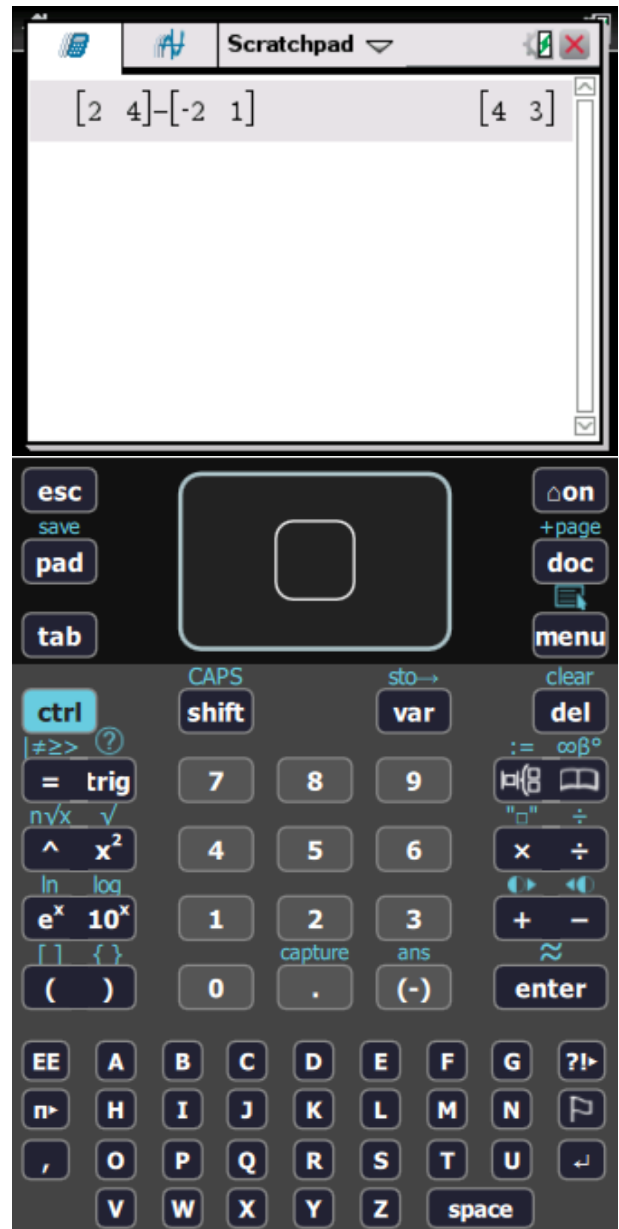 Scratchpad
[2 4]-[-2 1] [4 3]
esc ⌂on
save +page
pad doc
tab menu
CAPS sto→ clear
ctrl shift var del
|≠≥> ? := ∞β°
= trig 7 8 9
n√x √ "□" ÷
^ x² 4 5 6 × ÷
ln log
eˣ 10ˣ 1 2 3 + −
[ ] { } capture ans ≈
( ) 0 . (-) enter
EE A B C D E F G ?!▸
π▸ H I J K L M N
, O P Q R S T U ↵
V W X Y Z space